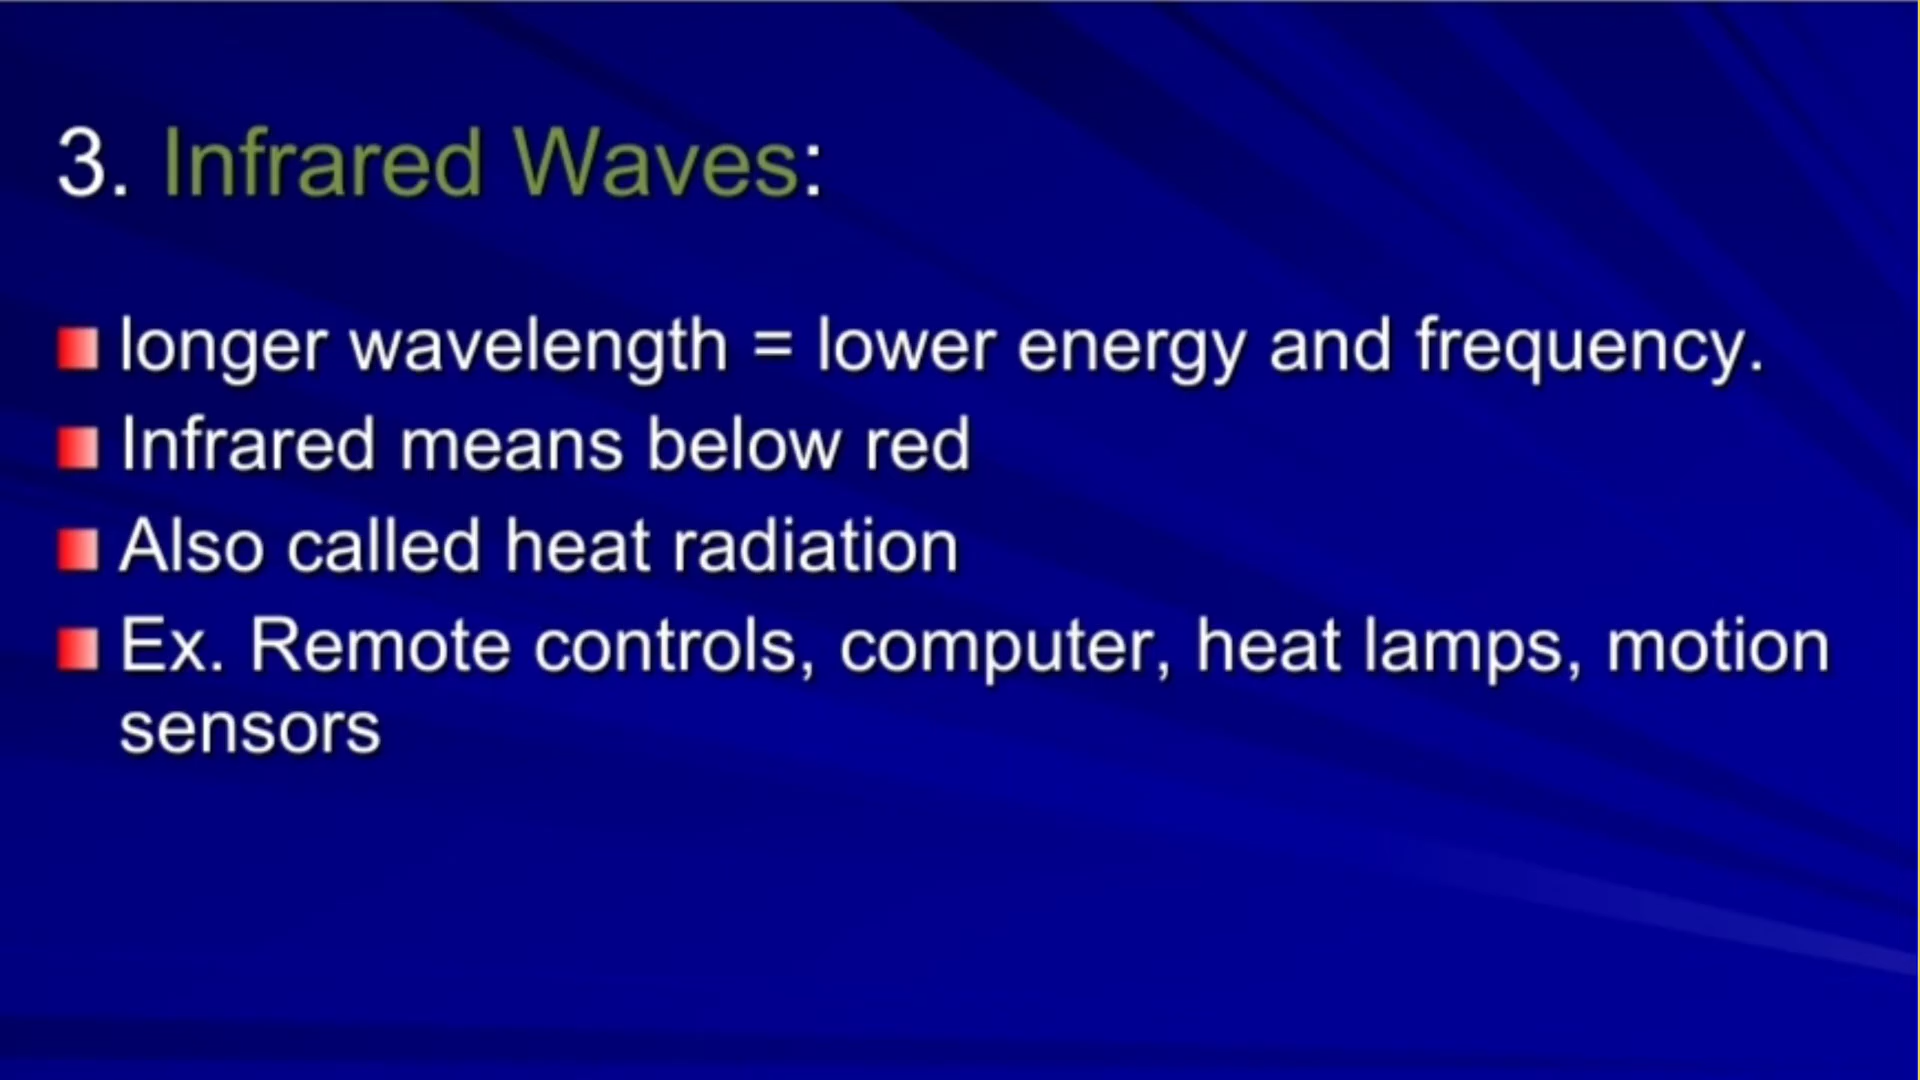 3. Infrared Waves:
longer wavelength = lower energy and frequency.
Infrared means below red
Also called heat radiation
Ex. Remote controls, computer, heat lamps, motion
sensors